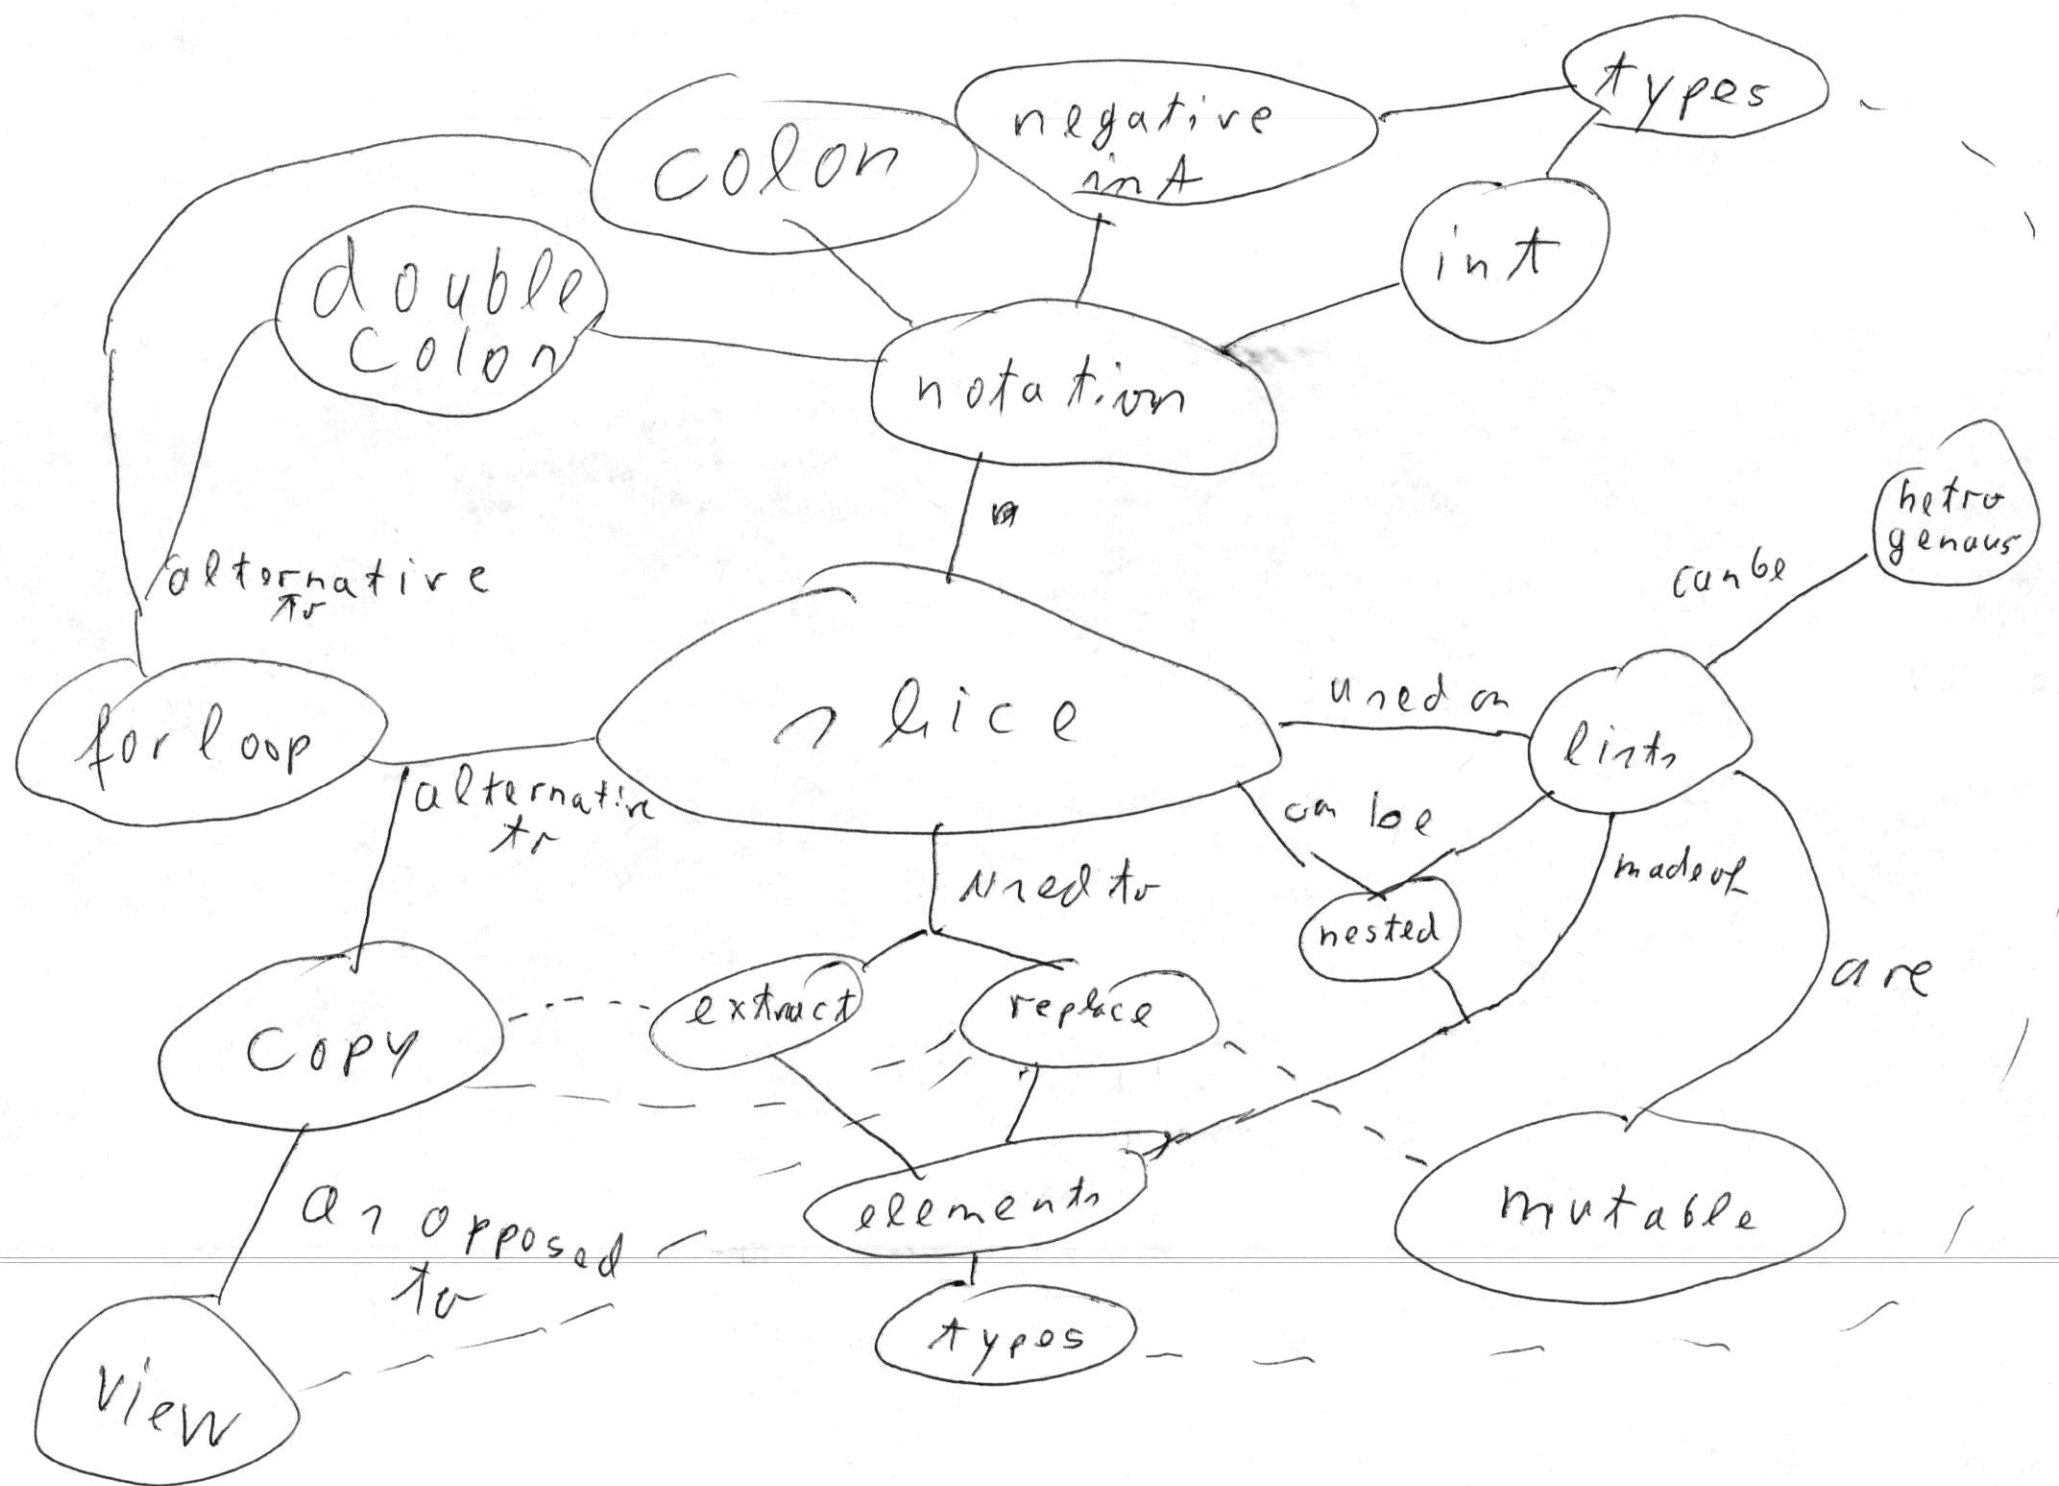 types
negative
int
colon
int
double
colon
notation
hetro
genous
can be
alternative
to
slice
used on
lists
for loop
alternative
to
can be
made of
used to
nested
are
extract
replace
copy
elements
mutable
as opposed
to
types
view